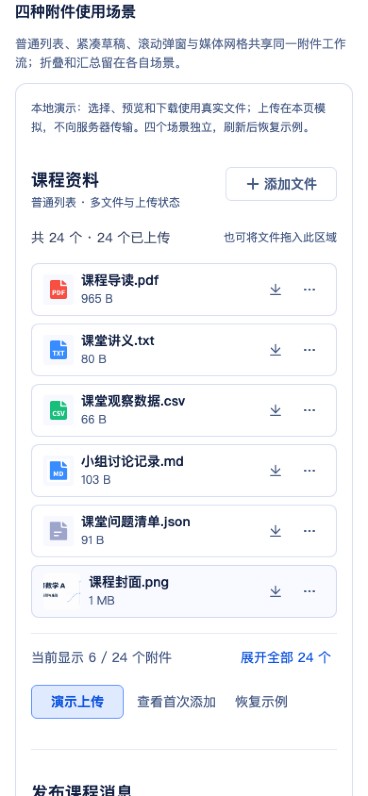 四种附件使用场景
普通列表、紧凑草稿、滚动弹窗与媒体网格共享同一附件工作
流；折叠和汇总留在各自场景。
本地演示：选择、预览和下载使用真实文件；上传在本页模
拟，不向服务器传输。四个场景独立，刷新后恢复示例。
课程资料
添加文件
普通列表 · 多文件与上传状态
共 24 个 · 24 个已上传
也可将文件拖入此区域
PDF
课程导读.pdf
965 B
TXT
课堂讲义.txt
80 B
CSV
课堂观察数据.csv
66 B
MD
小组讨论记录.md
103 B
课堂问题清单.json
91 B
课程封面.png
1 MB
当前显示 6 / 24 个附件
展开全部 24 个
演示上传
查看首次添加
恢复示例
发布课程消息